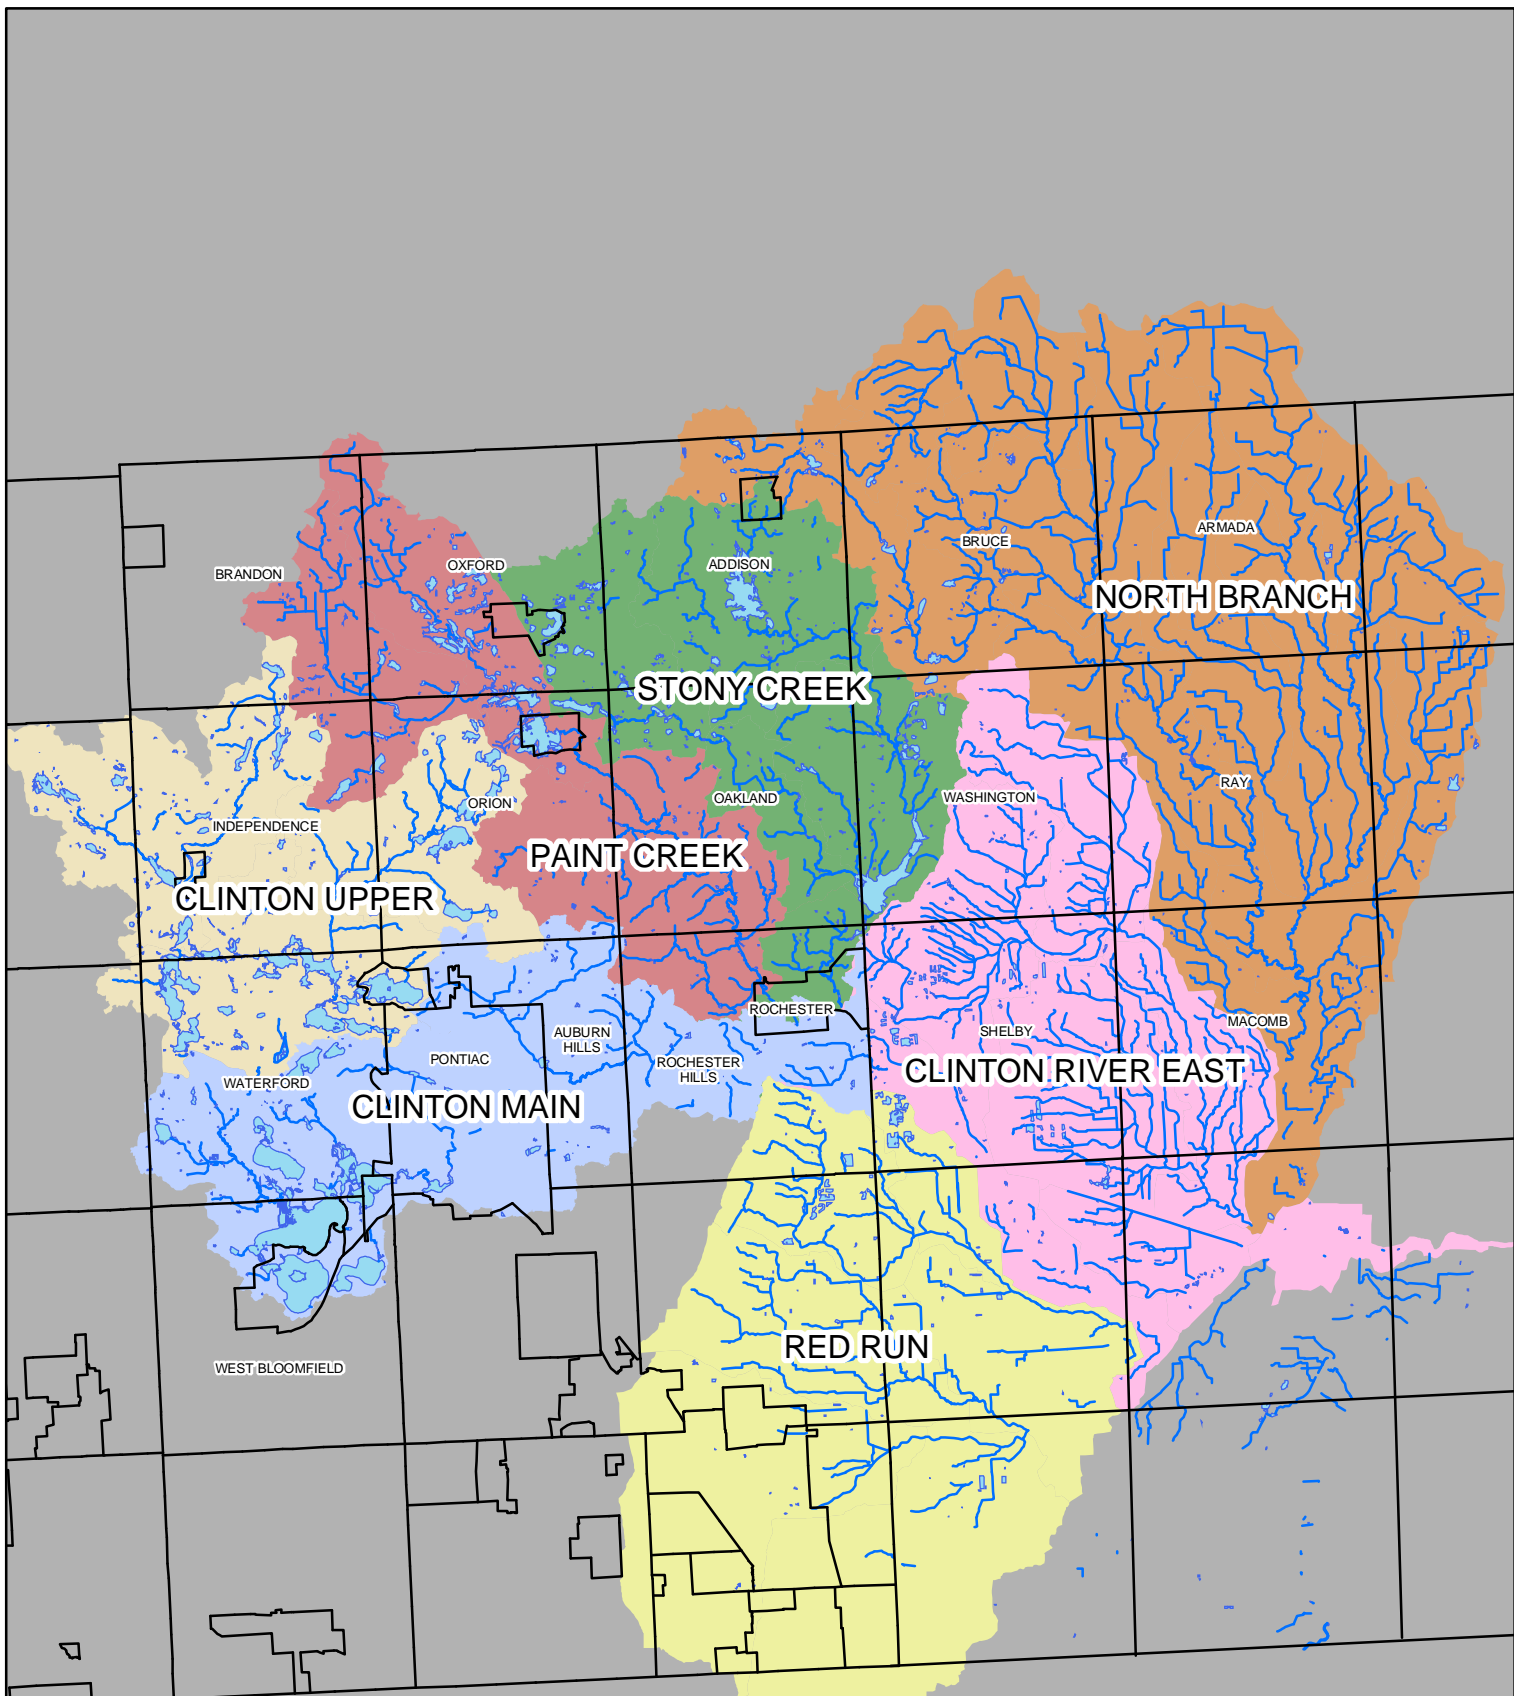 ARMADA
BRUCE
ADDISON
OXFORD
BRANDON
NORTH BRANCH
STONY CREEK
RAY
WASHINGTON
OAKLAND
ORION
INDEPENDENCE
PAINT CREEK
CLINTON UPPER
ROCHESTER
MACOMB
SHELBY
AUBURN
HILLS
PONTIAC
ROCHESTER
HILLS
CLINTON RIVER EAST
WATERFORD
CLINTON MAIN
RED RUN
WEST BLOOMFIELD